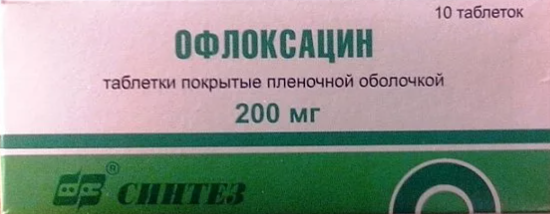 10 таблеток
ОФЛОКСАЦИН
таблетки покрытые пленочной оболочкой
200 мг
® СИНТЕЗ